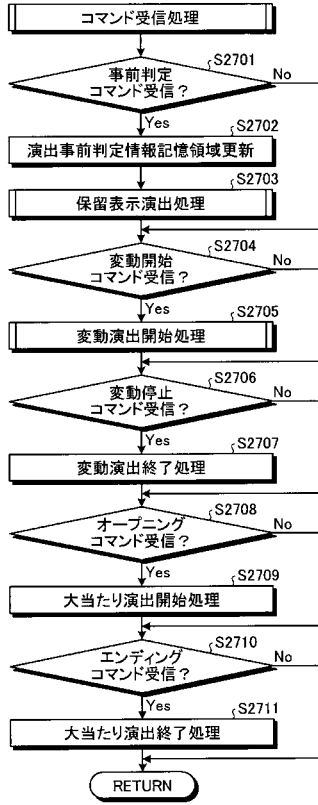 コマンド受信処理
S2701
事前判定
コマンド受信？
No
Yes
S2702
演出事前判定情報記憶領域更新
S2703
保留表示演出処理
S2704
変動開始
コマンド受信？
No
Yes
S2705
変動演出開始処理
S2706
変動停止
コマンド受信？
No
Yes
S2707
変動演出終了処理
S2708
オープニング
コマンド受信？
No
Yes
S2709
大当たり演出開始処理
S2710
エンディング
コマンド受信？
No
Yes
S2711
大当たり演出終了処理
RETURN